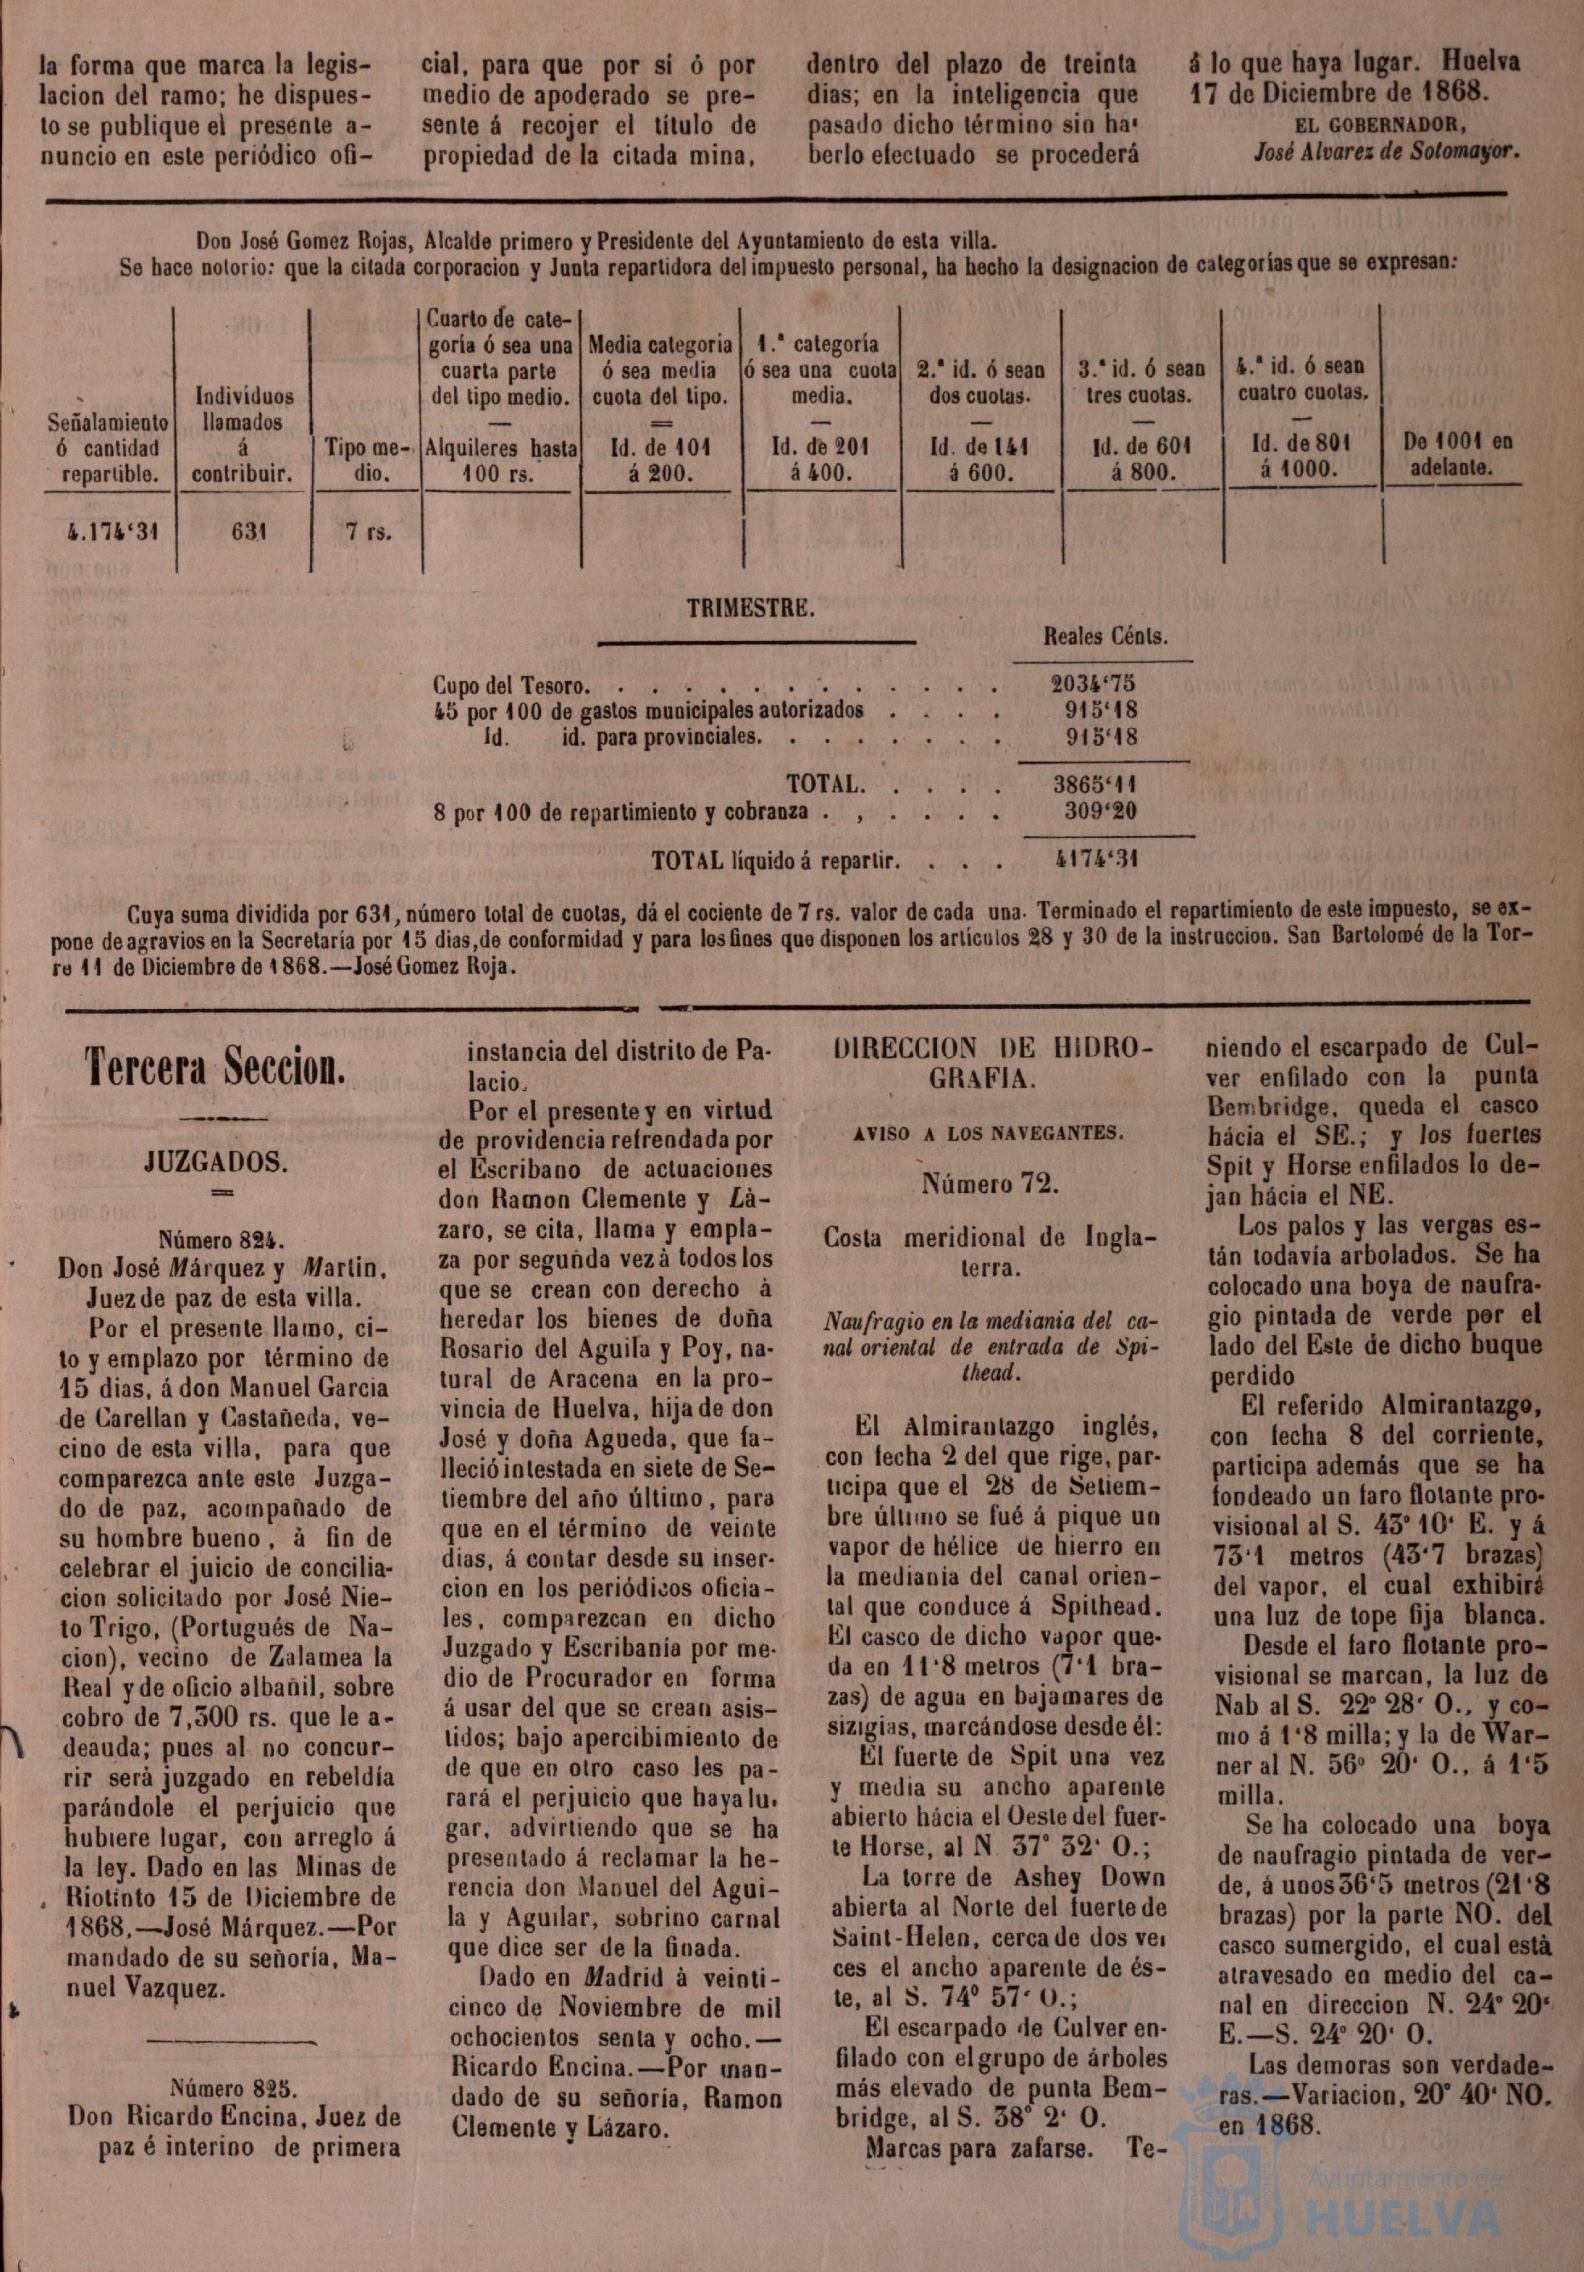 la forma que marca la legis-
lacion del ramo; he dispues-
to se publique el presente a-
nuncio en este periódico ofi-
cial, para que por si ó por
medio de apoderado se pre-
sente á recojer el título de
propiedad de la citada mina,
dentro del plazo de treinta
dias; en la inteligencia que
pasado dicho término sin ha-
berlo efectuado se procederá
á lo que haya lugar. Huelva
17 de Diciembre de 1868.
EL GOBERNADOR,
José Alvarez de Sotomayor.
Don José Gomez Rojas, Alcalde primero y Presidente del Ayuntamiento de esta villa.
Se hace notorio: que la citada corporacion y Junta repartidora del impuesto personal, ha hecho la designacion de categorías que se expresan:
Señalamiento
ó cantidad
repartible.
Indivíduos
llamados
á
contribuir.
Tipo me-
dio.
Cuarto de cate-
goría ó sea una
cuarta parte
del tipo medio.
Alquileres hasta
100 rs.
Media categoria
ó sea media
cuota del tipo.
Id. de 101
á 200.
1.ª categoría
ó sea una cuota
media.
Id. de 201
á 400.
2.ª id. ó sean
dos cuotas.
Id. de 141
á 600.
3.ª id. ó sean
tres cuotas.
Id. de 601
á 800.
4.ª id. ó sean
cuatro cuotas.
Id. de 801
á 1000.
De 1001 en
adelante.
4.174‘31 631 7 rs.
TRIMESTRE.
Reales Cénts.
Cupo del Tesoro. . . . . . . . . . . . . . 2034‘75
45 por 100 de gastos municipales autorizados . . . . 915‘18
Id. id. para provinciales. . . . . . . . . 915‘18
TOTAL. . . . . . 3865‘11
8 por 100 de repartimiento y cobranza . , . . . . . 309‘20
TOTAL líquido á repartir. . . . 4174‘31
Cuya suma dividida por 631, número total de cuotas, dá el cociente de 7 rs. valor de cada una. Terminado el repartimiento de este impuesto, se ex-
pone de agravios en la Secretaría por 15 dias, de conformidad y para los fines que disponen los artículos 28 y 30 de la instruccion. San Bartolomé de la Tor-
re 11 de Diciembre de 1868.—José Gomez Roja.
Tercera Seccion.
JUZGADOS.
Número 824.
Don José Márquez y Martin,
Juez de paz de esta villa.
Por el presente llamo, ci-
to y emplazo por término de
15 dias, á don Manuel Garcia
de Carellan y Castañeda, ve-
cino de esta villa, para que
comparezca ante este Juzga-
do de paz, acompañado de
su hombre bueno, à fin de
celebrar el juicio de concilia-
cion solicitado por José Nie-
to Trigo, (Portugués de Na-
cion), vecino de Zalamea la
Real y de oficio albañil, sobre
cobro de 7,300 rs. que le a-
deauda; pues al no concur-
rir serà juzgado en rebeldía
parándole el perjuicio que
hubiere lugar, con arreglo á
la ley. Dado en las Minas de
Riotinto 15 de Diciembre de
1868.—José Márquez.—Por
mandado de su señoría, Ma-
nuel Vazquez.
Número 825.
Don Ricardo Encina, Juez de
paz é interino de primera
instancia del distrito de Pa-
lacio.
Por el presente y en virtud
de providencia refrendada por
el Escribano de actuaciones
don Ramon Clemente y Là-
zaro, se cita, llama y empla-
za por segunda vez à todos los
que se crean con derecho à
heredar los bienes de doña
Rosario del Aguila y Poy, na-
tural de Aracena en la pro-
vincia de Huelva, hija de don
José y doña Agueda, que fa-
lleció intestada en siete de Se-
tiembre del año último, para
que en el término de veinte
dias, á contar desde su inser-
cion en los periódicos oficia-
les, comparezcan en dicho
Juzgado y Escribanía por me-
dio de Procurador en forma
á usar del que se crean asis-
tidos; bajo apercibimiento de
de que en otro caso les pa-
rará el perjuicio que haya lu-
gar, advirtiendo que se ha
presentado á reclamar la he-
rencia don Manuel del Agui-
la y Aguilar, sobrino carnal
que dice ser de la finada.
Dado en Madrid à veinti-
cinco de Noviembre de mil
ochocientos senta y ocho.—
Ricardo Encina.—Por man-
dado de su señoría, Ramon
Clemente y Lázaro.
DIRECCION DE HIDRO-
GRAFIA.
AVISO A LOS NAVEGANTES.
Número 72.
Costa meridional de Ingla-
terra.
Naufragio en la mediania del ca-
nal oriental de entrada de Spi-
thead.
El Almirantazgo inglés,
con fecha 2 del que rige, par-
ticipa que el 28 de Setiem-
bre último se fué á pique un
vapor de hélice de hierro en
la mediania del canal orien-
tal que conduce á Spithead.
El casco de dicho vapor que-
da en 11‘8 metros (7‘1 bra-
zas) de agua en bajamares de
sizigias, marcándose desde él:
El fuerte de Spit una vez
y media su ancho aparente
abierto hácia el Oeste del fuer-
te Horse, al N. 37° 32‘ O.;
La torre de Ashey Down
abierta al Norte del fuerte de
Saint-Helen, cerca de dos ve-
ces el ancho aparente de és-
te, al S. 74° 57‘ O.;
El escarpado de Culver en-
filado con el grupo de árboles
más elevado de punta Bem-
bridge, al S. 38° 2‘ O.
Marcas para zafarse. Te-
niendo el escarpado de Cul-
ver enfilado con la punta
Bembridge, queda el casco
hácia el SE.; y los fuertes
Spit y Horse enfilados lo de-
jan hácia el NE.
Los palos y las vergas es-
tán todavía arbolados. Se ha
colocado una boya de naufra-
gio pintada de verde por el
lado del Este de dicho buque
perdido
El referido Almirantazgo,
con fecha 8 del corriente,
participa además que se ha
fondeado un faro flotante pro-
visional al S. 43° 10‘ E. y á
73‘1 metros (43‘7 brazas)
del vapor, el cual exhibirá
una luz de tope fija blanca.
Desde el faro flotante pro-
visional se marcan, la luz de
Nab al S. 22° 28‘ O., y co-
mo á 1‘8 milla; y la de War-
ner al N. 56° 20‘ O., á 1‘5
milla.
Se ha colocado una boya
de naufragio pintada de ver-
de, á unos 36‘5 metros (21‘8
brazas) por la parte NO. del
casco sumergido, el cual està
atravesado en medio del ca-
nal en direccion N. 24° 20‘
E.—S. 24° 20‘ O.
Las demoras son verdade-
ras.—Variacion, 20° 40‘ NO.
en 1868.
Ayuntamiento de
HUELVA